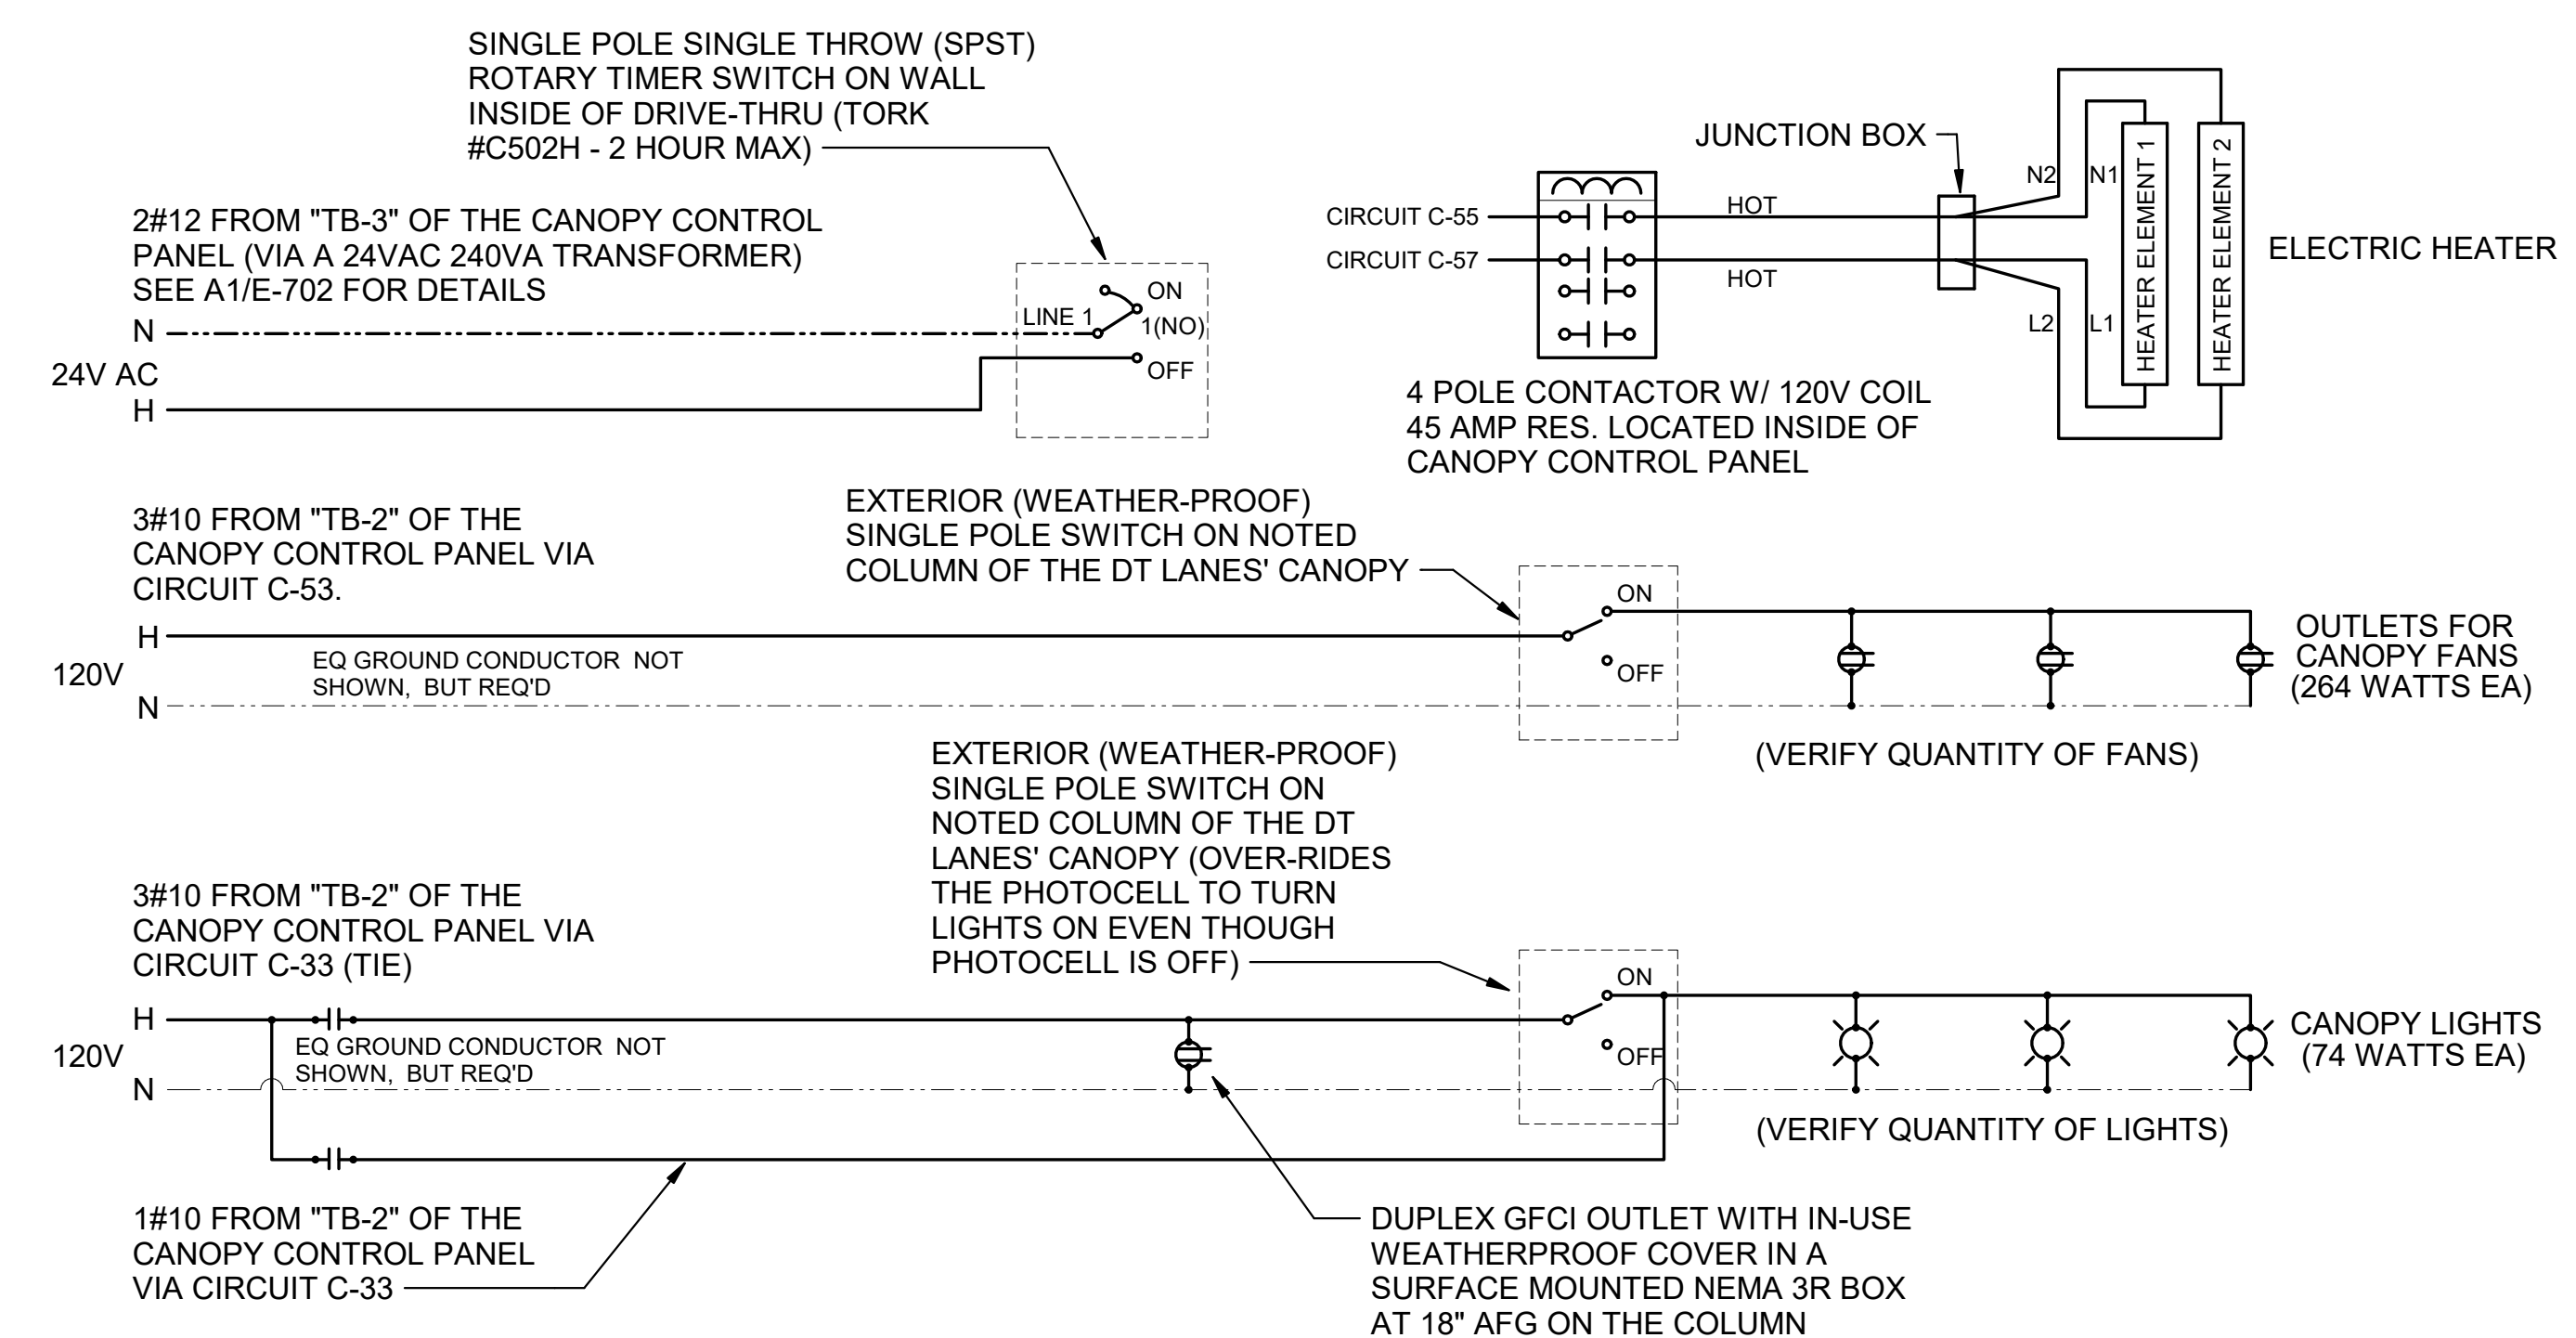 SINGLE POLE SINGLE THROW (SPST)
ROTARY TIMER SWITCH ON WALL
INSIDE OF DRIVE-THRU (TORK
#C502H - 2 HOUR MAX)
2#12 FROM "TB-3" OF THE CANOPY CONTROL
PANEL (VIA A 24VAC 240VA TRANSFORMER)
SEE A1/E-702 FOR DETAILS
N
24V AC
H
LINE 1
ON
1(NO)
OFF
JUNCTION BOX
CIRCUIT C-55
CIRCUIT C-57
HOT
HOT
N2
N1
L2
L1
HEATER ELEMENT 1
HEATER ELEMENT 2
ELECTRIC HEATER
4 POLE CONTACTOR W/ 120V COIL
45 AMP RES. LOCATED INSIDE OF
CANOPY CONTROL PANEL
3#10 FROM "TB-2" OF THE
CANOPY CONTROL PANEL VIA
CIRCUIT C-53.
EXTERIOR (WEATHER-PROOF)
SINGLE POLE SWITCH ON NOTED
COLUMN OF THE DT LANES' CANOPY
H
120V
N
EQ GROUND CONDUCTOR  NOT
SHOWN,  BUT REQ'D
ON
OFF
OUTLETS FOR
CANOPY FANS
(264 WATTS EA)
(VERIFY QUANTITY OF FANS)
EXTERIOR (WEATHER-PROOF)
SINGLE POLE SWITCH ON
NOTED COLUMN OF THE DT
LANES' CANOPY (OVER-RIDES
THE PHOTOCELL TO TURN
LIGHTS ON EVEN THOUGH
PHOTOCELL IS OFF)
3#10 FROM "TB-2" OF THE
CANOPY CONTROL PANEL VIA
CIRCUIT C-33 (TIE)
H
120V
N
EQ GROUND CONDUCTOR  NOT
SHOWN,  BUT REQ'D
ON
OFF
CANOPY LIGHTS
(74 WATTS EA)
(VERIFY QUANTITY OF LIGHTS)
1#10 FROM "TB-2" OF THE
CANOPY CONTROL PANEL
VIA CIRCUIT C-33
DUPLEX GFCI OUTLET WITH IN-USE
WEATHERPROOF COVER IN A
SURFACE MOUNTED NEMA 3R BOX
AT 18" AFG ON THE COLUMN